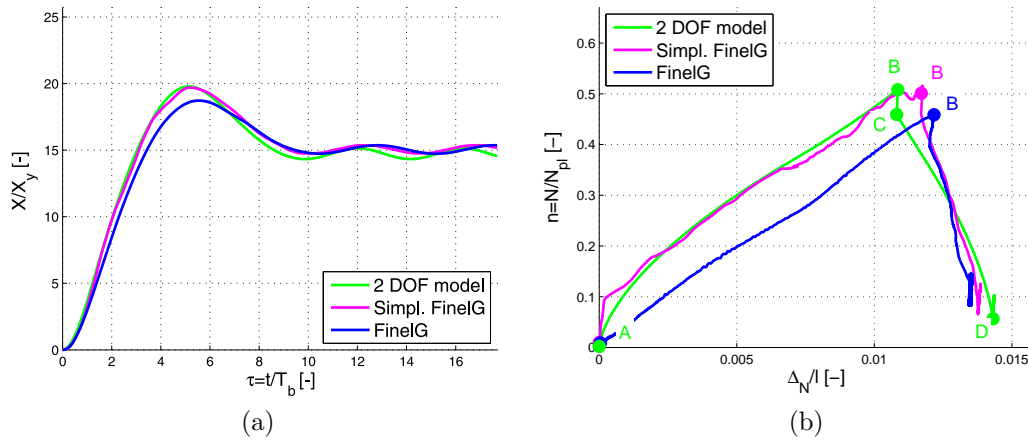 25
20
15
10
5
0
0 2 4 6 8 10 12 14 16
X/X_y [-]
τ=t/T_b [-]
2 DOF model
Simpl. FinelG
FinelG
(a)
0.6
0.5
0.4
0.3
0.2
0.1
0
0 0.005 0.01 0.015
n=N/N_pl [−]
Δ_N/l [−]
2 DOF model
Simpl. FinelG
FinelG
B
B
B
C
A
D
(b)